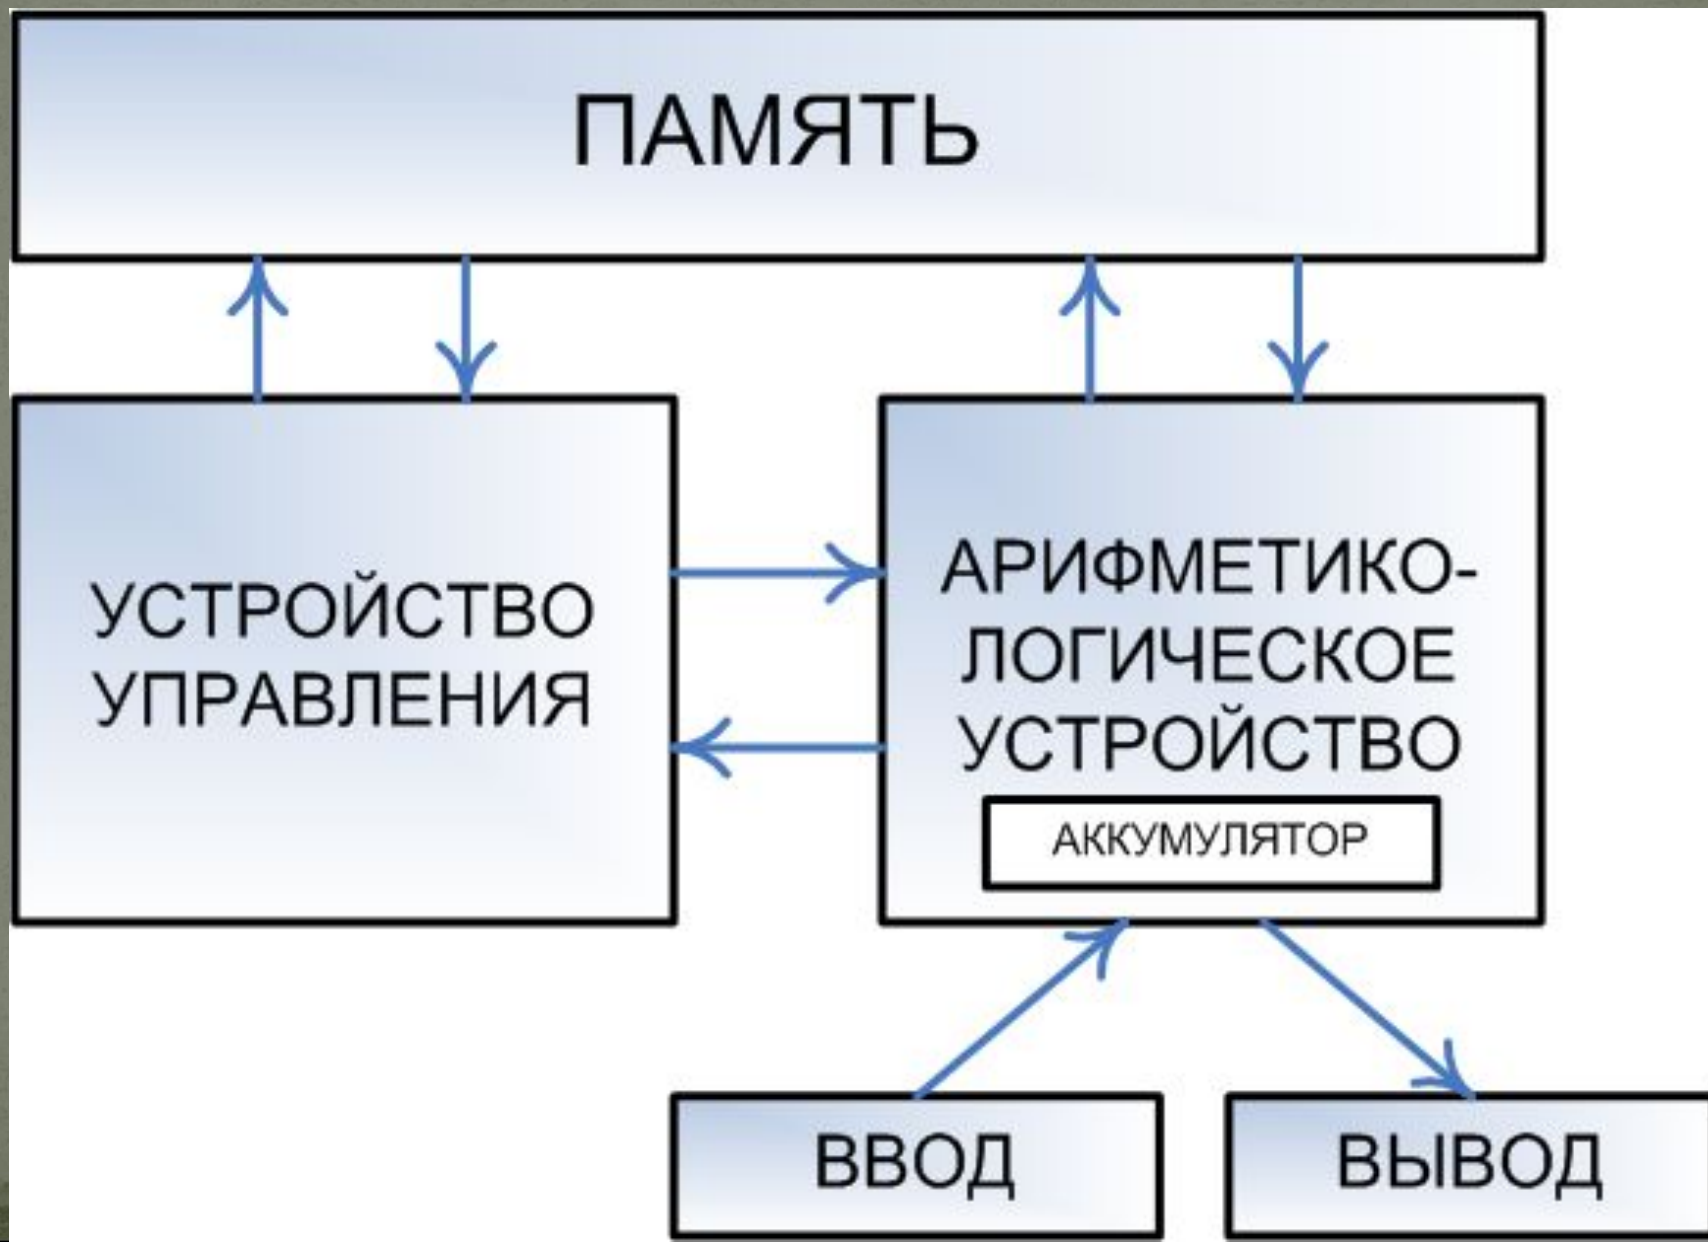 ПАМЯТЬ
УСТРОЙСТВО
УПРАВЛЕНИЯ
АРИФМЕТИКО-
ЛОГИЧЕСКОЕ
УСТРОЙСТВО
АККУМУЛЯТОР
ВВОД
ВЫВОД